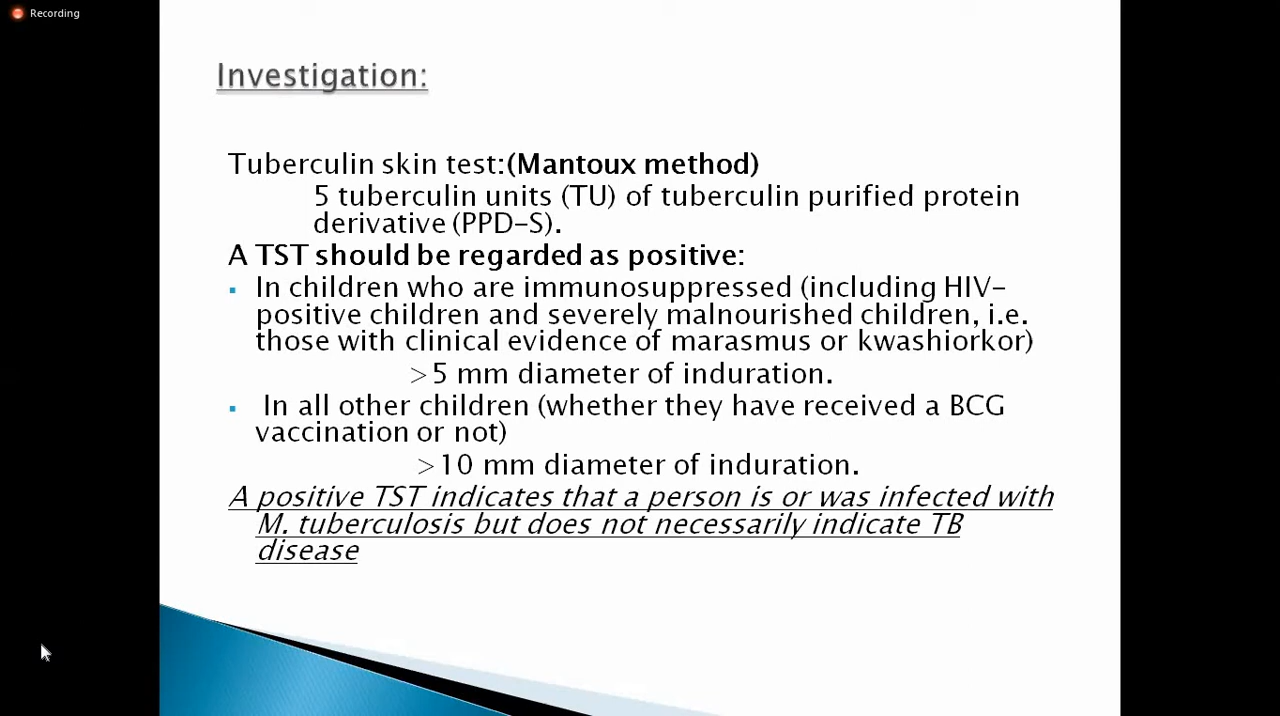 Recording
Investigation:
Tuberculin skin test:(Mantoux method)
5 tuberculin units (TU) of tuberculin purified protein
derivative (PPD-S).
A TST should be regarded as positive:
▪ In children who are immunosuppressed (including HIV-
positive children and severely malnourished children, i.e.
those with clinical evidence of marasmus or kwashiorkor)
>5 mm diameter of induration.
▪ In all other children (whether they have received a BCG
vaccination or not)
>10 mm diameter of induration.
A positive TST indicates that a person is or was infected with
M. tuberculosis but does not necessarily indicate TB
disease